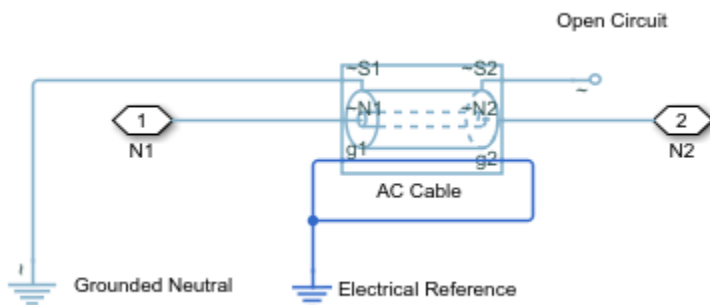 Open Circuit
~S1 ~S2
1 ~N1 ~N2 2
N1 N2
g1 g2
AC Cable
~
~
Grounded Neutral
Electrical Reference